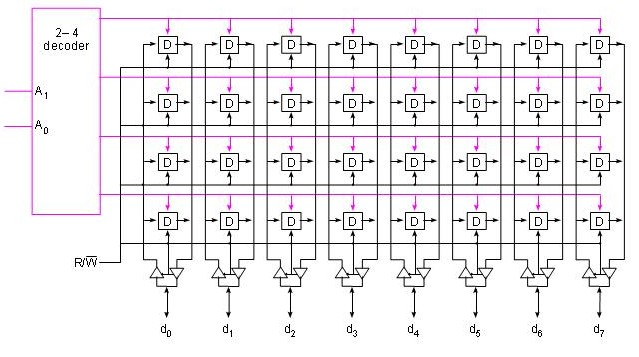 2–4
decoder
D D D D D D D D
A₁
D D D D D D D D
A₀
D D D D D D D D
D D D D D D D D
R/W̅
d₀ d₁ d₂ d₃ d₄ d₅ d₆ d₇